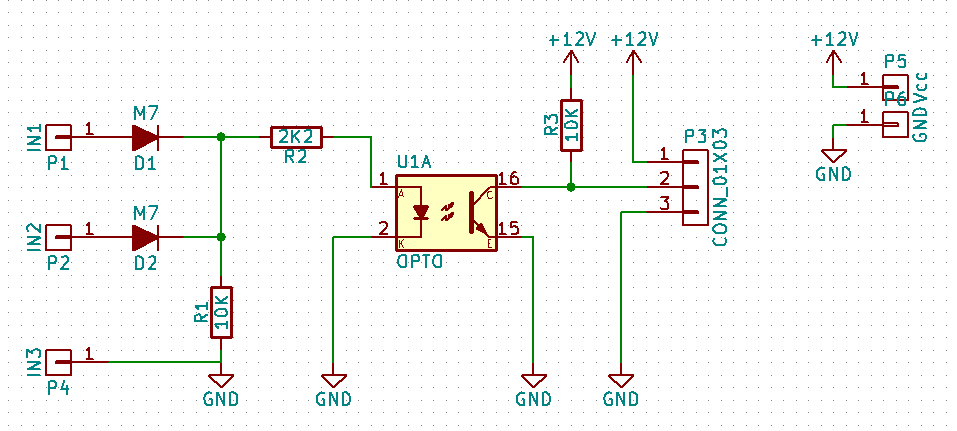 +12V
+12V
+12V
P5
1
Vcc
P6
1
GND
GND
IN1
1
P1
M7
D1
2K2
R2
R3
10K
P3
1
2
3
CONN_01X03
U1A
1
A
2
K
16
C
15
E
OPTO
IN2
1
P2
M7
D2
R1
10K
IN3
1
P4
GND
GND
GND
GND